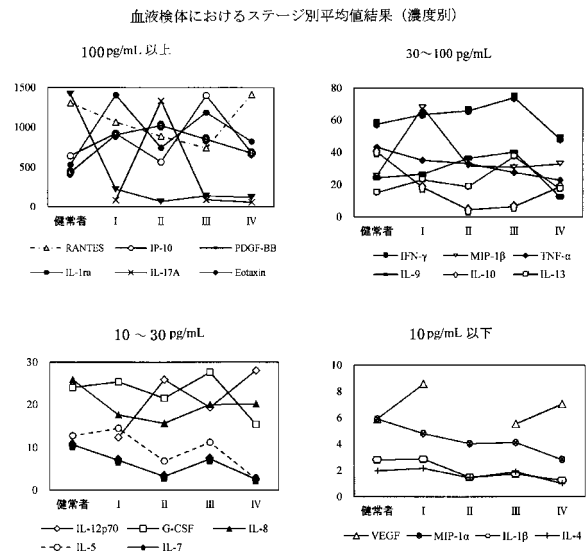 血液検体におけるステージ別平均値結果（濃度別）
100pg/mL 以上
1500
1000
500
0
健常者 I II III IV
RANTES IP-10 PDGF-BB
IL-1ra IL-17A Eotaxin
30～100 pg/mL
80
60
40
20
0
健常者 I II III IV
IFN-γ MIP-1β TNF-α
IL-9 IL-10 IL-13
10 ～ 30 pg/mL
30
20
10
0
健常者 I II III IV
IL-12p70 G-CSF IL-8
IL-5 IL-7
10pg/mL 以下
10
8
6
4
2
0
健常者 I II III IV
VEGF MIP-1α IL-1β IL-4